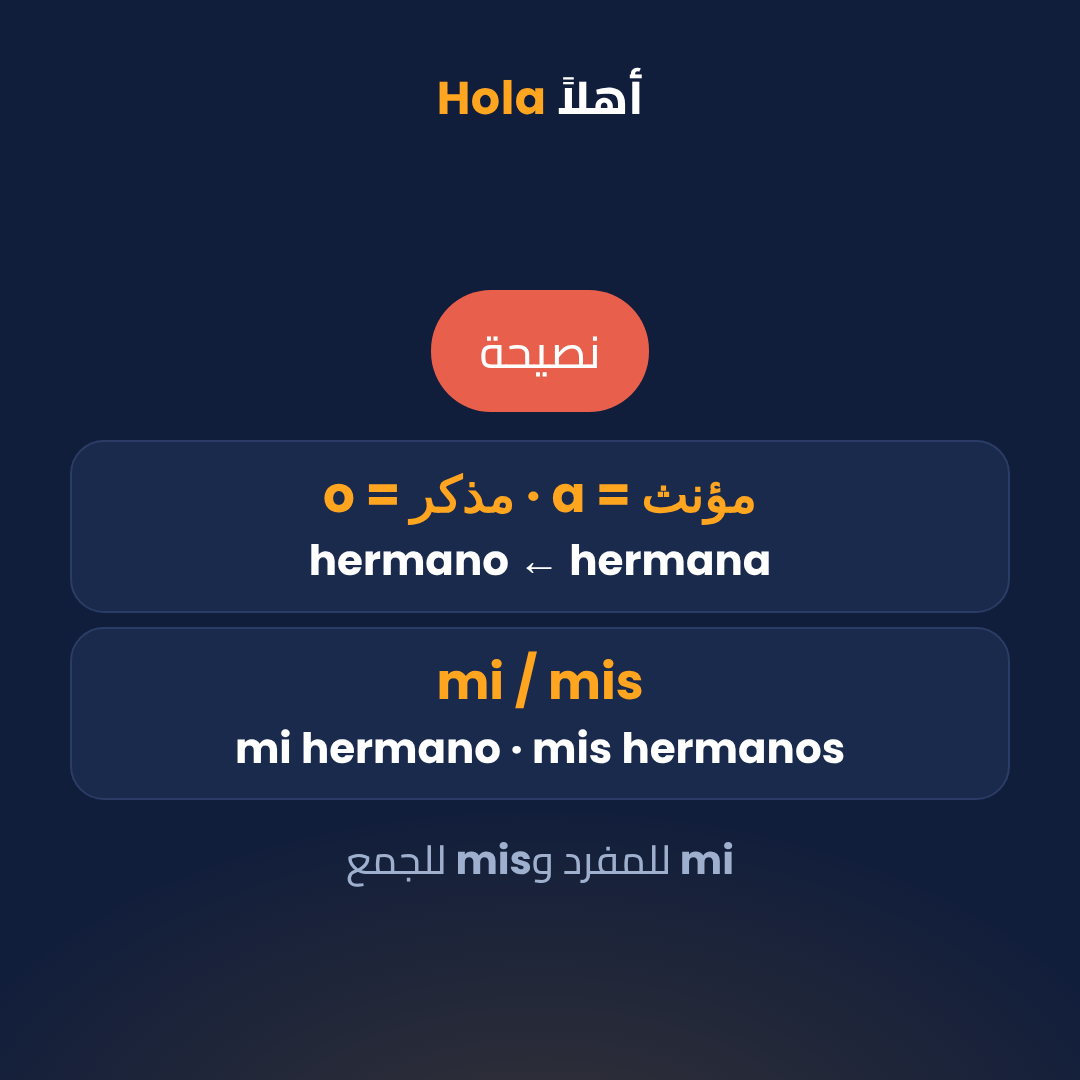 أهلاً Hola
نصيحة
o = مذكر · a = مؤنث
hermano ← hermana
mi / mis
mi hermano · mis hermanos
mi للمفرد وmis للجمع